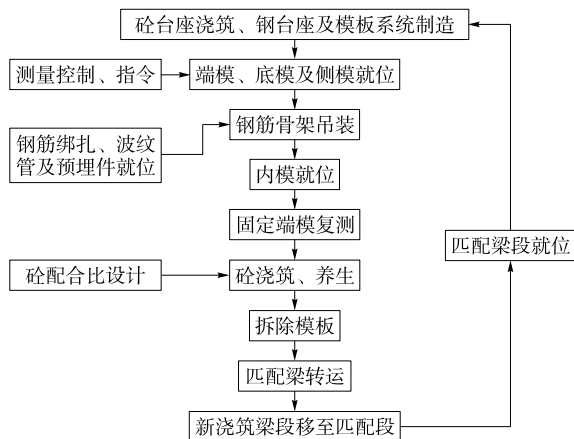 砼台座浇筑、钢台座及模板系统制造
测量控制、指令
端模、底模及侧模就位
钢筋骨架吊装
钢筋绑扎、波纹
管及预埋件就位
内模就位
固定端模复测
匹配梁段就位
砼配合比设计
砼浇筑、养生
拆除模板
匹配梁转运
新浇筑梁段移至匹配段